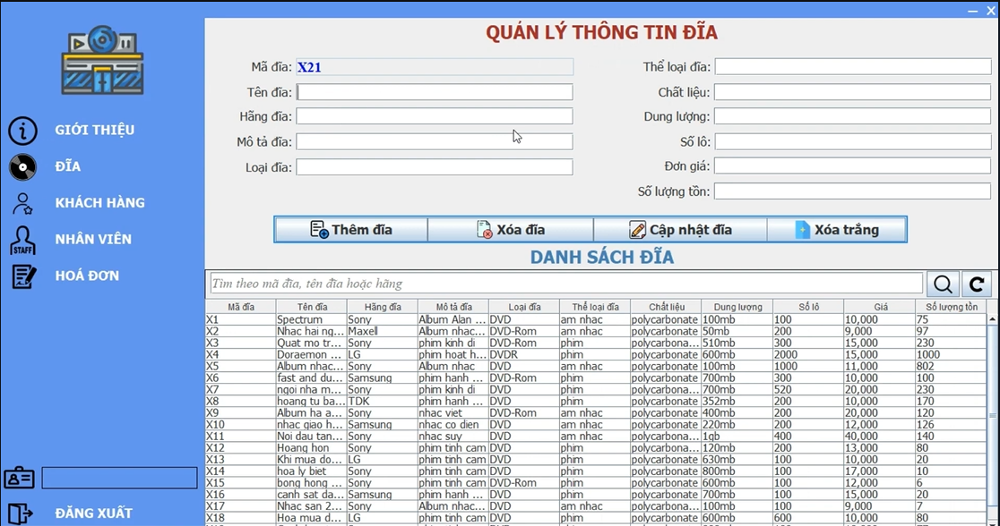 QUẢN LÝ THÔNG TIN ĐĨA
Mã đĩa: X21
Thể loại đĩa:
Tên đĩa:
Chất liệu:
Hãng đĩa:
Dung lượng:
Mô tả đĩa:
Số lô:
Loại đĩa:
Đơn giá:
Số lượng tồn:
GIỚI THIỆU
ĐĨA
KHÁCH HÀNG
STAFF NHÂN VIÊN
HOÁ ĐƠN
ĐĂNG XUẤT
Thêm đĩa Xóa đĩa Cập nhật đĩa Xóa trắng
DANH SÁCH ĐĨA
Tìm theo mã đĩa, tên đĩa hoặc hãng
Mã đĩa Tên đĩa Hãng đĩa Mô tả đĩa Loại đĩa Thể loại đĩa Chất liệu Dung lượng Số lô Giá Số lượng tồn
X1 Spectrum Sony Album Alan ... DVD am nhac polycarbonate 100mb 100 10,000 75
X2 Nhac hai ng... Maxell Album nhac... DVD-Rom am nhac polycarbonate 50mb 200 9,000 97
X3 Quat mo tr... Sony phim kinh di DVD-Rom phim polycarbona... 510mb 300 15,000 230
X4 Doraemon ... LG phim hoat h... DVDR phim polycarbonate 600mb 2000 15,000 1000
X5 Album nhac... Sony Album nhac DVD am nhac polycarbonate 100mb 1000 11,000 802
X6 fast and du... Samsung phim hanh ... DVD-Rom phim polycarbonate 700mb 300 10,000 100
X7 ngoi nha m... Sony phim kinh di DVD phim polycarbona... 700mb 520 20,000 230
X8 hoang tu ba... TDK phim hanh ... DVD phim polycarbonate 352mb 200 10,000 170
X9 Album ha a... Sony nhac viet DVD-Rom am nhac polycarbona... 400mb 200 20,000 120
X10 nhac giao h... Samsung nhac co dien DVD am nhac polycarbonate 220mb 200 12,000 126
X11 Noi dau tan... Sony nhac suy DVD am nhac polycarbona... 1gb 400 40,000 140
X12 Hoang hon Sony phim tinh cam DVD phim polycarbona... 120mb 200 13,000 80
X13 Khi mua do... LG phim tinh cam DVD phim polycarbonate 630mb 100 10,000 20
X14 hoa ly biet Sony phim tinh cam DVD phim polycarbonate 800mb 100 17,000 10
X15 bong hong ... Sony phim tinh cam DVD-Rom phim polycarbonate 600mb 100 12,000 6
X16 canh sat da... Samsung phim hanh ... DVD phim polycarbonate 700mb 100 15,000 20
X17 Nhac san 2... Sony Album nhac... DVD am nhac polycarbonate 100mb 100 9,000 7
X18 Hoa mua d... LG phim tinh cam DVD phim polycarbonate 600mb 600 10,000 80